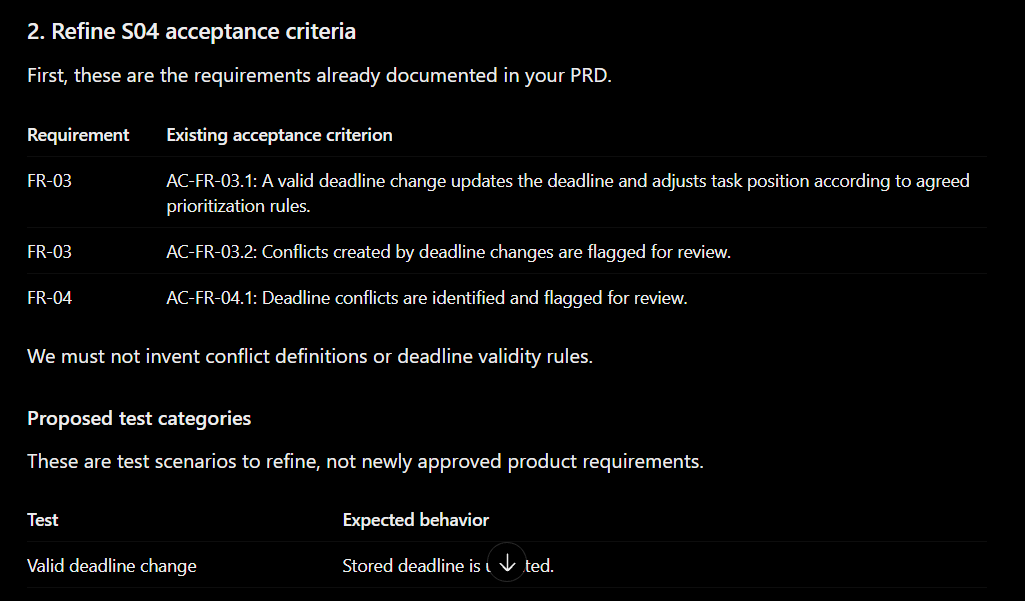 2. Refine S04 acceptance criteria
First, these are the requirements already documented in your PRD.
Requirement Existing acceptance criterion
FR-03 AC-FR-03.1: A valid deadline change updates the deadline and adjusts task position according to agreed
prioritization rules.
FR-03 AC-FR-03.2: Conflicts created by deadline changes are flagged for review.
FR-04 AC-FR-04.1: Deadline conflicts are identified and flagged for review.
We must not invent conflict definitions or deadline validity rules.
Proposed test categories
These are test scenarios to refine, not newly approved product requirements.
Test Expected behavior
Valid deadline change Stored deadline is